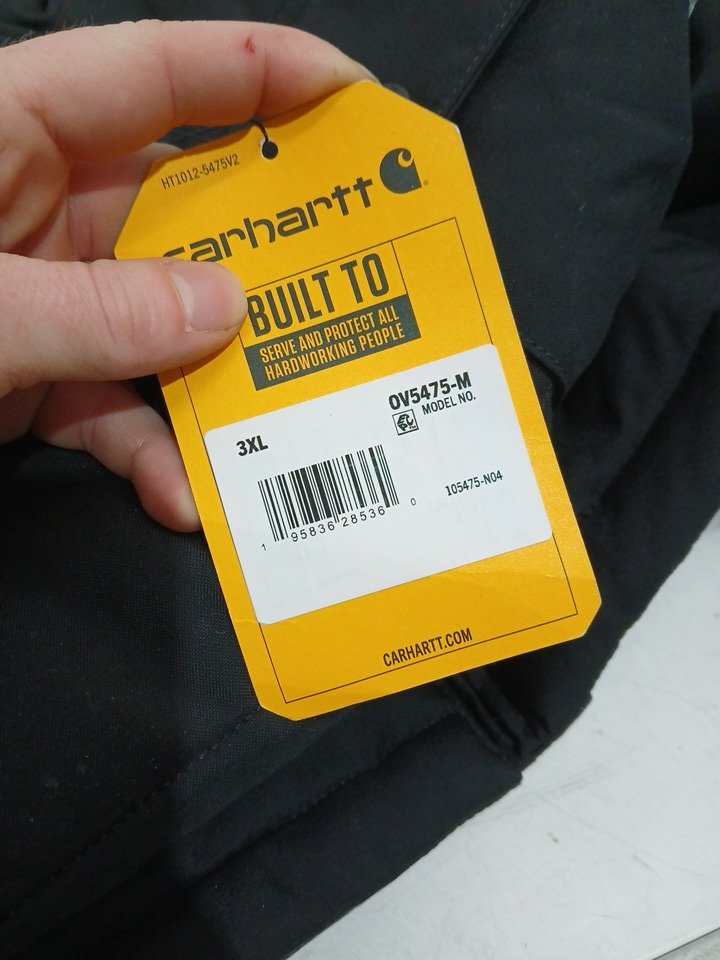 HT1012-5475V2
carhartt
BUILT TO
SERVE AND PROTECT ALL
HARDWORKING PEOPLE
3XL
OV5475-M
MODEL NO.
105475-N04
1 95836 28536 0
CARHARTT.COM